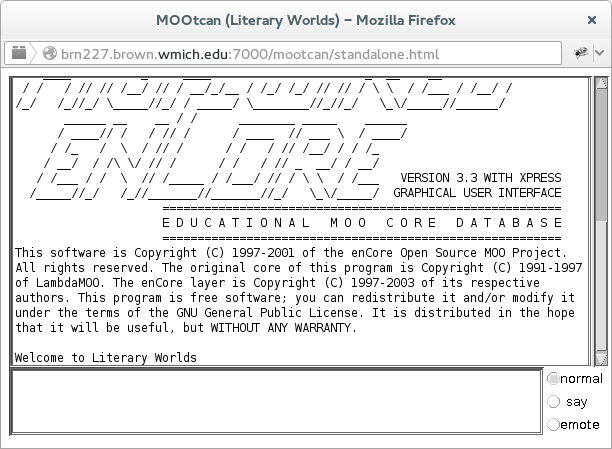 MOOtcan (Literary Worlds) – Mozilla Firefox
brn227.brown.wmich.edu:7000/mootcan/standalone.html
enCORE
VERSION 3.3 WITH XPRESS
GRAPHICAL USER INTERFACE
E D U C A T I O N A L   M O O   C O R E   D A T A B A S E
This software is Copyright (C) 1997-2001 of the enCore Open Source MOO Project.
All rights reserved. The original core of this program is Copyright (C) 1991-1997
of LambdaMOO. The enCore layer is Copyright (C) 1997-2003 of its respective
authors. This program is free software; you can redistribute it and/or modify it
under the terms of the GNU General Public License. It is distributed in the hope
that it will be useful, but WITHOUT ANY WARRANTY.
Welcome to Literary Worlds
normal
say
emote